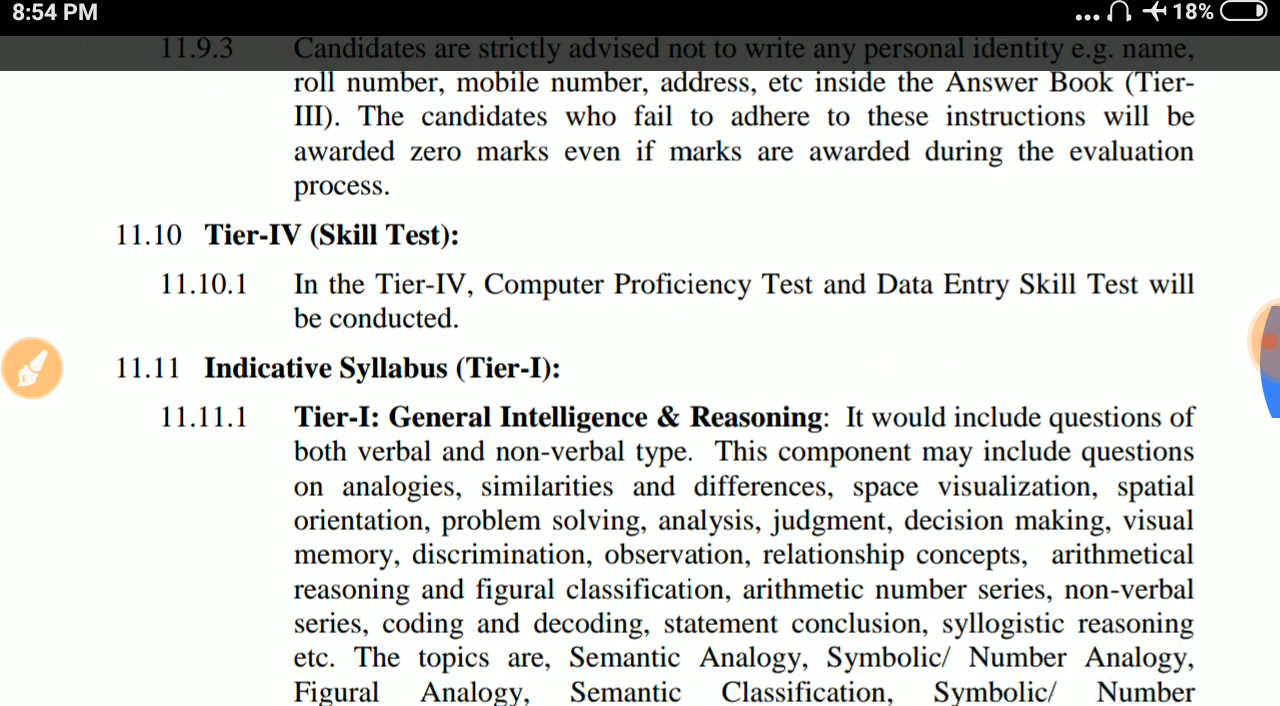 8:54 PM
... 18%
11.9.3 Candidates are strictly advised not to write any personal identity e.g. name,
roll number, mobile number, address, etc inside the Answer Book (Tier-
III). The candidates who fail to adhere to these instructions will be
awarded zero marks even if marks are awarded during the evaluation
process.
11.10 Tier-IV (Skill Test):
11.10.1 In the Tier-IV, Computer Proficiency Test and Data Entry Skill Test will
be conducted.
11.11 Indicative Syllabus (Tier-I):
11.11.1 Tier-I: General Intelligence & Reasoning: It would include questions of
both verbal and non-verbal type. This component may include questions
on analogies, similarities and differences, space visualization, spatial
orientation, problem solving, analysis, judgment, decision making, visual
memory, discrimination, observation, relationship concepts, arithmetical
reasoning and figural classification, arithmetic number series, non-verbal
series, coding and decoding, statement conclusion, syllogistic reasoning
etc. The topics are, Semantic Analogy, Symbolic/ Number Analogy,
Figural Analogy, Semantic Classification, Symbolic/ Number